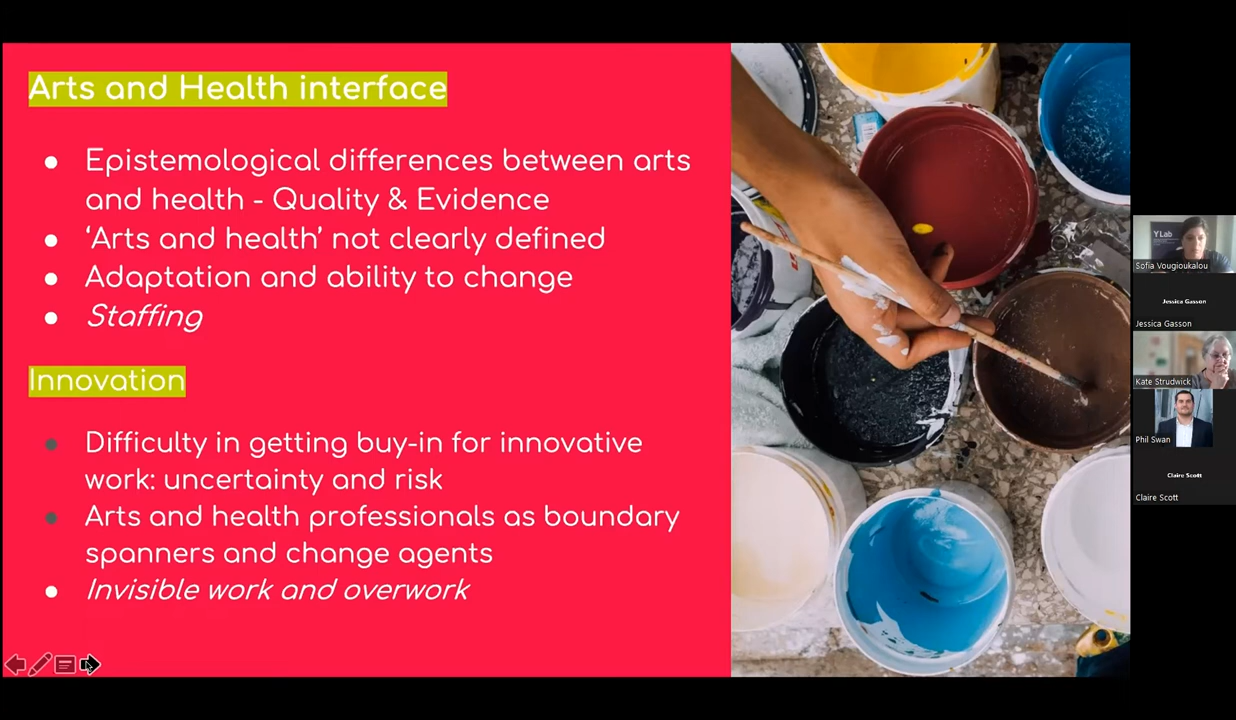 Arts and Health interface
Epistemological differences between arts
and health - Quality & Evidence
‘Arts and health’ not clearly defined
Adaptation and ability to change
Staffing
Innovation
Difficulty in getting buy-in for innovative
work: uncertainty and risk
Arts and health professionals as boundary
spanners and change agents
Invisible work and overwork
Y Lab
Sofia Vougioukalou
Jessica Gasson
Jessica Gasson
Kate Strudwick
Phil Swan
Claire Scott
Claire Scott